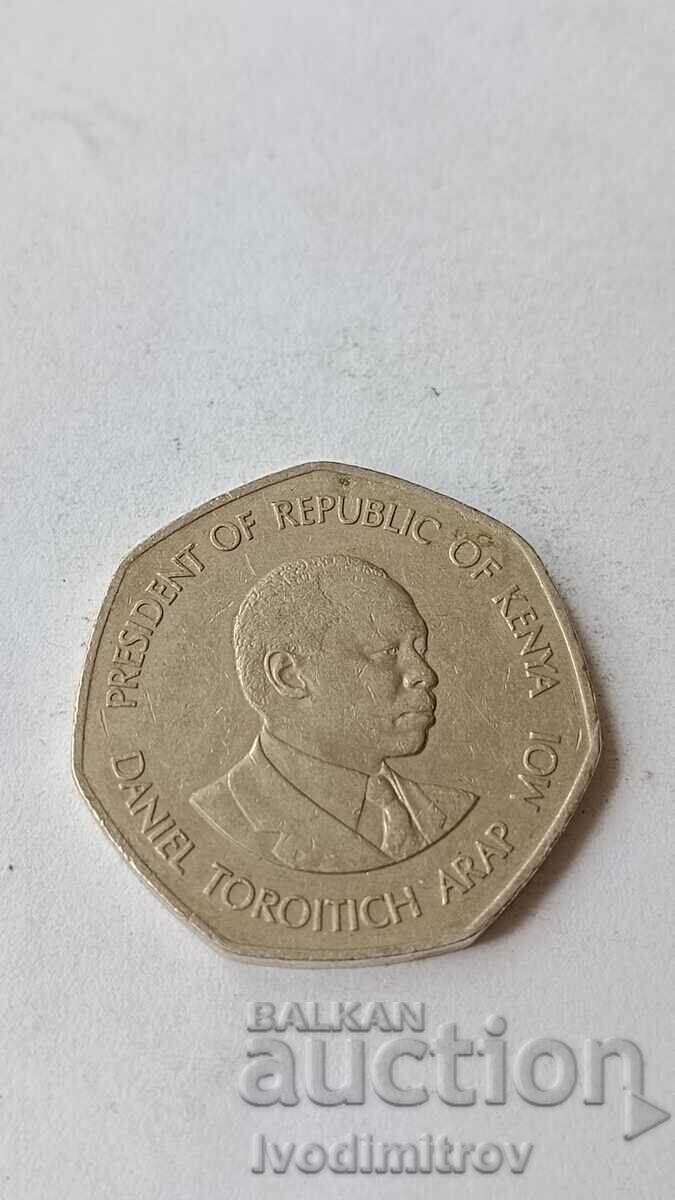 PRESIDENT OF REPUBLIC OF KENYA
DANIEL TOROITICH ARAP MOI
BALKAN
auction
Ivodimitrov